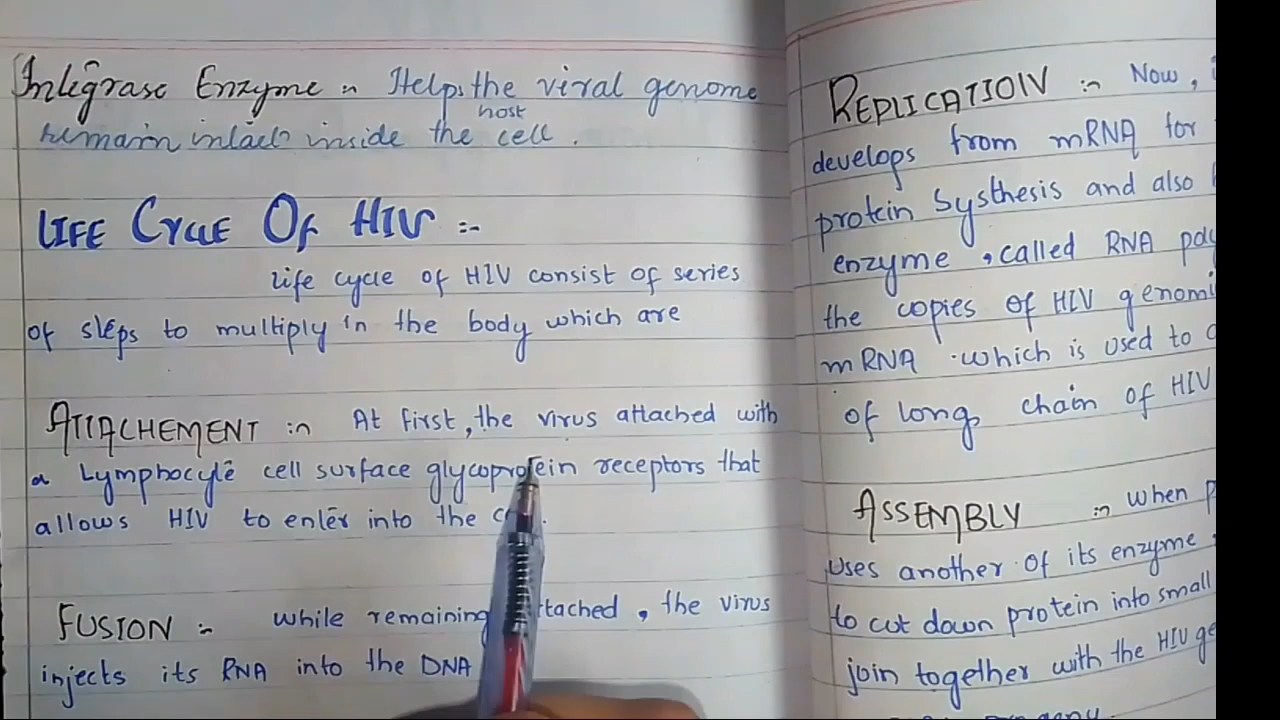 Integrase Enzyme :- Helps the viral genome
host
remain intact inside the cell.
LIFE CYCLE OF HIV :-
life cycle of HIV consist of series
of steps to multiply in the body which are
ATTACHEMENT :- At first, the virus attached with
a Lymphocyte cell surface glycoprotein receptors that
allows HIV to enter into the
FUSION :- while remaining attached, the virus
injects its RNA into the DNA
REPLICATION :- Now,
develops from mRNA for
protein Systhesis and also
enzyme, called RNA
the copies of HIV
mRNA. which is used to
of long chain of HIV
ASSEMBLY :- when
uses another of its enzyme
to cut down protein into small
join together with the HIV